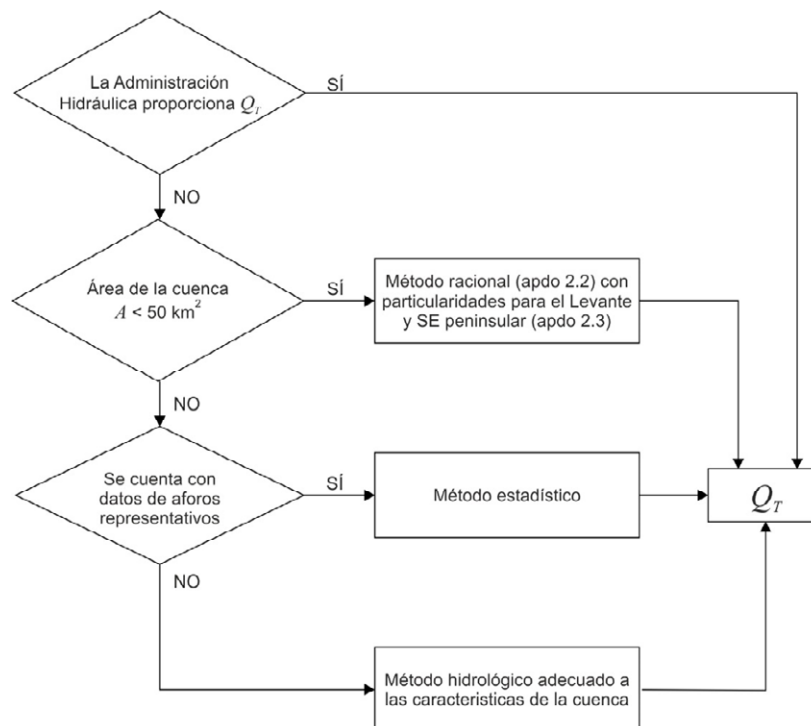 La Administración
Hidráulica proporciona Q_T
SÍ
NO
Área de la cuenca
A < 50 km²
SÍ
Método racional (apdo 2.2) con
particularidades para el Levante
y SE peninsular (apdo 2.3)
NO
Se cuenta con
datos de aforos
representativos
SÍ
Método estadístico
Q_T
NO
Método hidrológico adecuado a
las caracteristicas de la cuenca